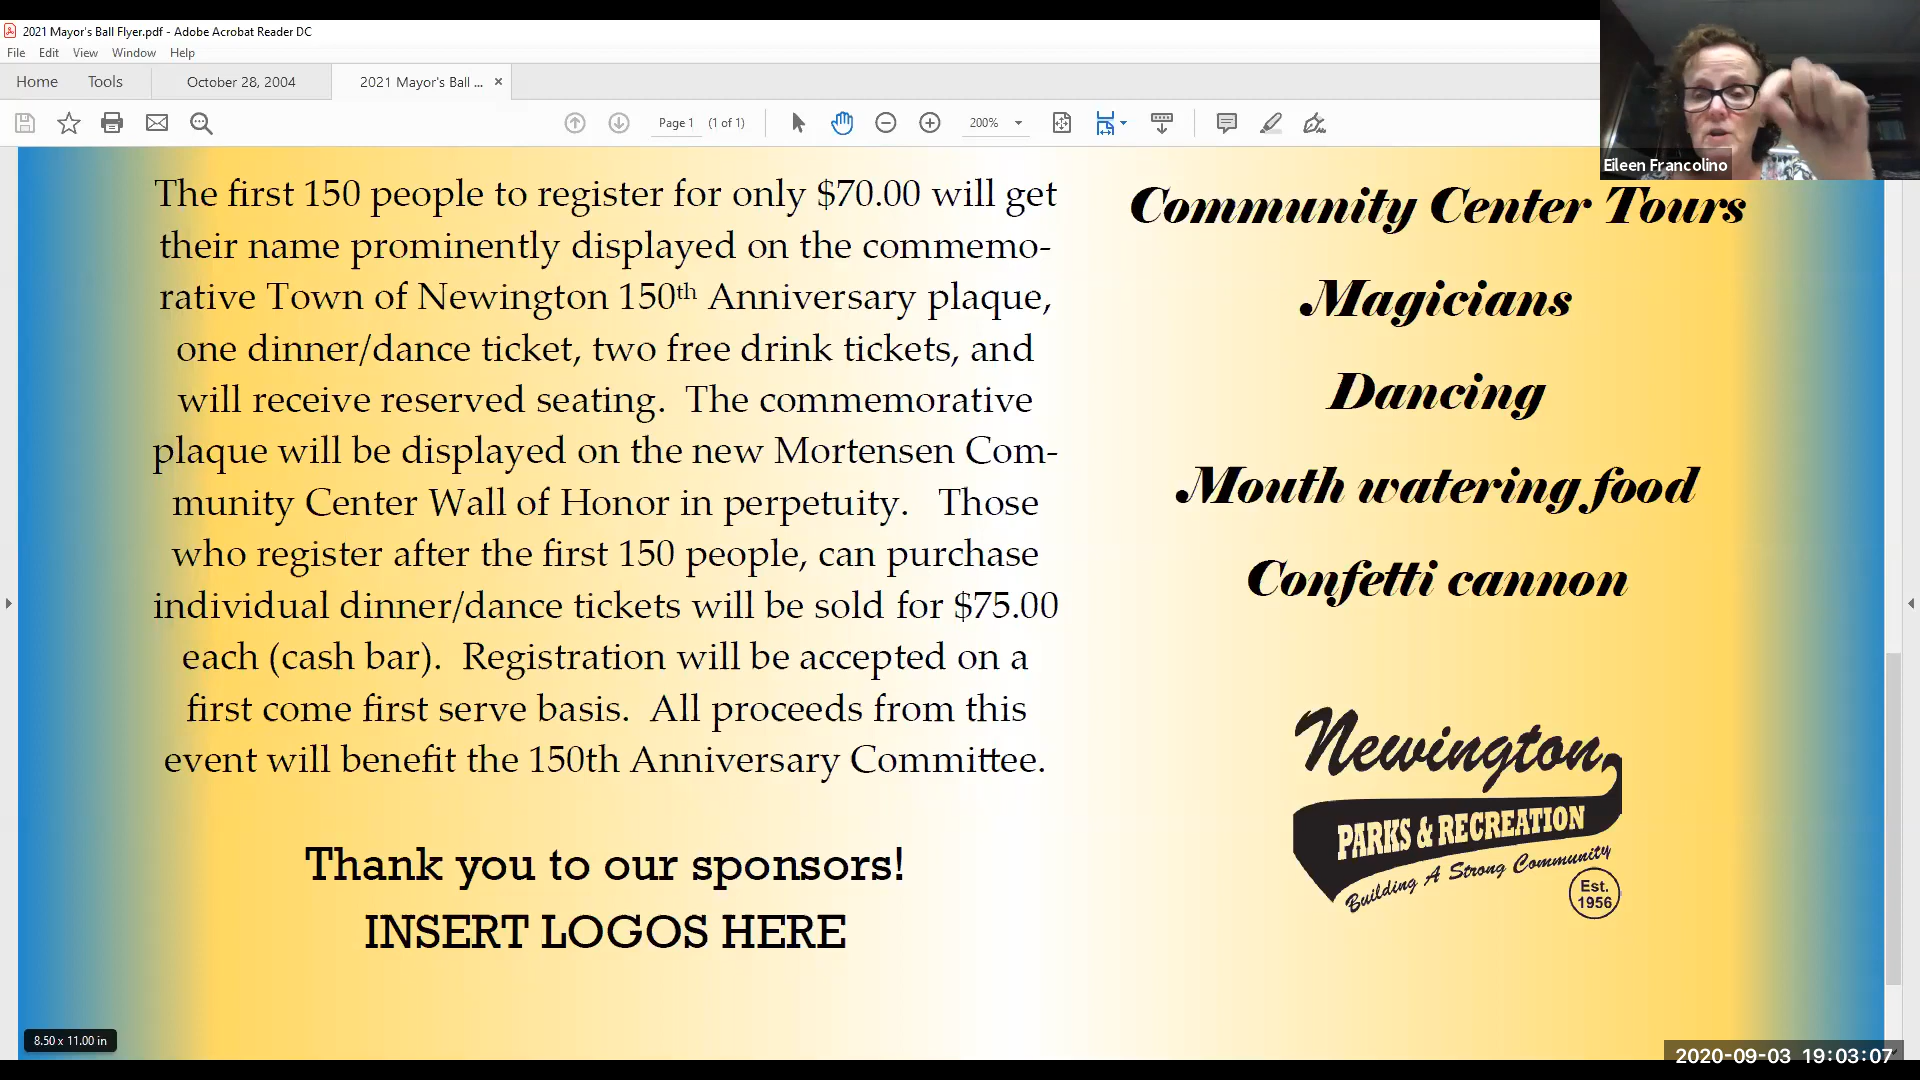 2021 Mayor's Ball Flyer.pdf - Adobe Acrobat Reader DC
File Edit View Window Help
Home Tools October 28, 2004 2021 Mayor's Ball ... ×
Page 1 (1 of 1) 200%
Eileen Francolino
The first 150 people to register for only $70.00 will get
their name prominently displayed on the commemo-
rative Town of Newington 150th Anniversary plaque,
one dinner/dance ticket, two free drink tickets, and
will receive reserved seating. The commemorative
plaque will be displayed on the new Mortensen Com-
munity Center Wall of Honor in perpetuity. Those
who register after the first 150 people, can purchase
individual dinner/dance tickets will be sold for $75.00
each (cash bar). Registration will be accepted on a
first come first serve basis. All proceeds from this
event will benefit the 150th Anniversary Committee.
Thank you to our sponsors!
INSERT LOGOS HERE
Community Center Tours
Magicians
Dancing
Mouth watering food
Confetti cannon
Newington
PARKS & RECREATION
Building A Strong Community
Est.
1956
8.50 x 11.00 in
2020-09-03 19:03:07